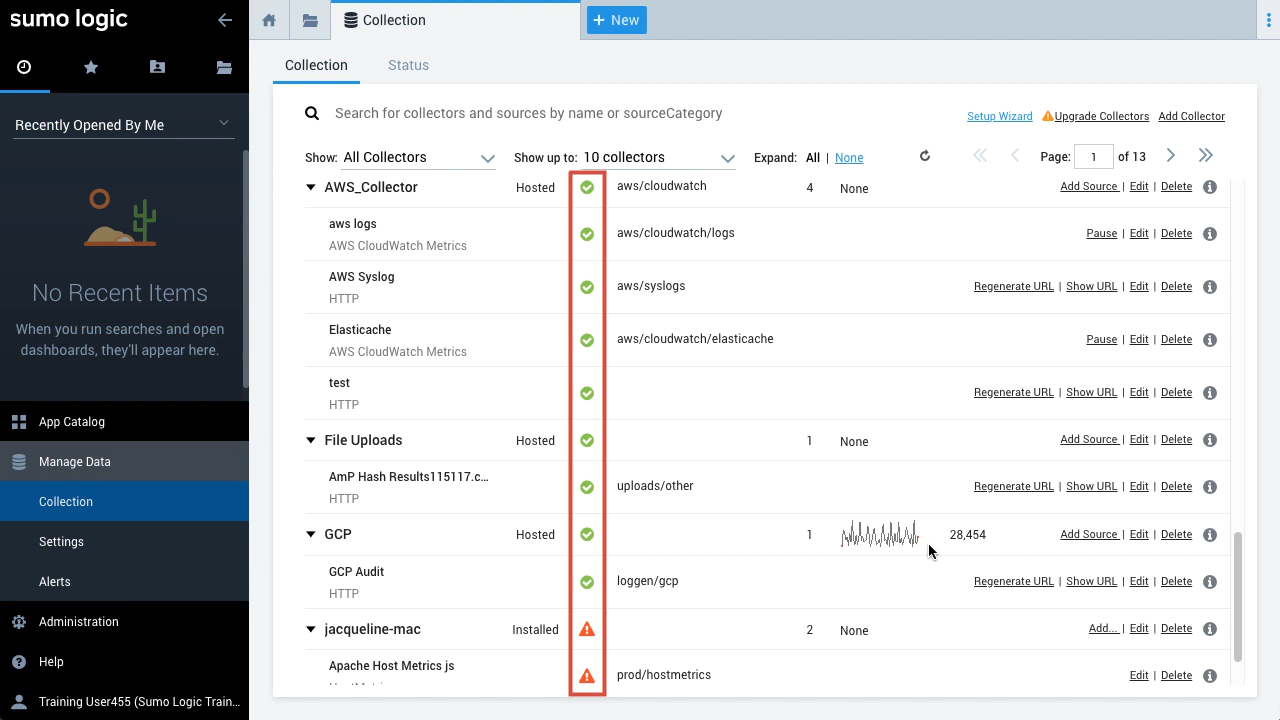 sumo logic
Recently Opened By Me
No Recent Items
When you run searches and open
dashboards, they'll appear here.
App Catalog
Manage Data
Collection
Settings
Alerts
Administration
Help
Training User455 (Sumo Logic Train...
Collection
+ New
Collection Status
Search for collectors and sources by name or sourceCategory
Setup Wizard Upgrade Collectors Add Collector
Show: All Collectors Show up to: 10 collectors Expand: All | None Page: 1 of 13
AWS_Collector Hosted aws/cloudwatch 4 None Add Source | Edit | Delete
aws logs
AWS CloudWatch Metrics
aws/cloudwatch/logs Pause | Edit | Delete
AWS Syslog
HTTP
aws/syslogs Regenerate URL | Show URL | Edit | Delete
Elasticache
AWS CloudWatch Metrics
aws/cloudwatch/elasticache Pause | Edit | Delete
test
HTTP
Regenerate URL | Show URL | Edit | Delete
File Uploads Hosted 1 None Add Source | Edit | Delete
AmP Hash Results115117.c...
HTTP
uploads/other Regenerate URL | Show URL | Edit | Delete
GCP Hosted 1 28,454 Add Source | Edit | Delete
GCP Audit
HTTP
loggen/gcp Regenerate URL | Show URL | Edit | Delete
jacqueline-mac Installed 2 None Add... | Edit | Delete
Apache Host Metrics js
prod/hostmetrics Edit | Delete